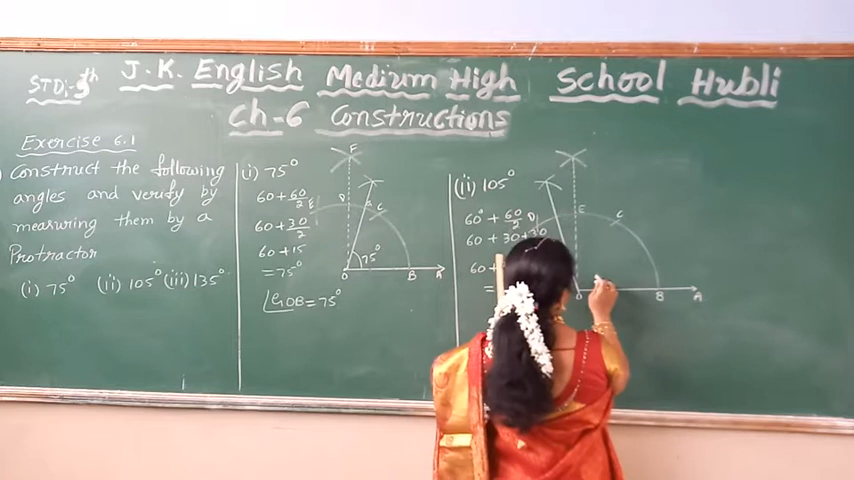 STD:- 9th J.K. English Medium High School Hubli
Ch-6 Constructions
Exercise 6.1
Construct the following
angles and verify by
measuring them by a
Protractor
(i) 75° (ii) 105° (iii) 135°
(i) 75°
60+60/2
60+30/2
60+15
=75°
∠GOB=75°
F
E D G C
75°
O B A
(ii) 105°
60°+60/2
60+30+30
60+
=
D E C
O B A